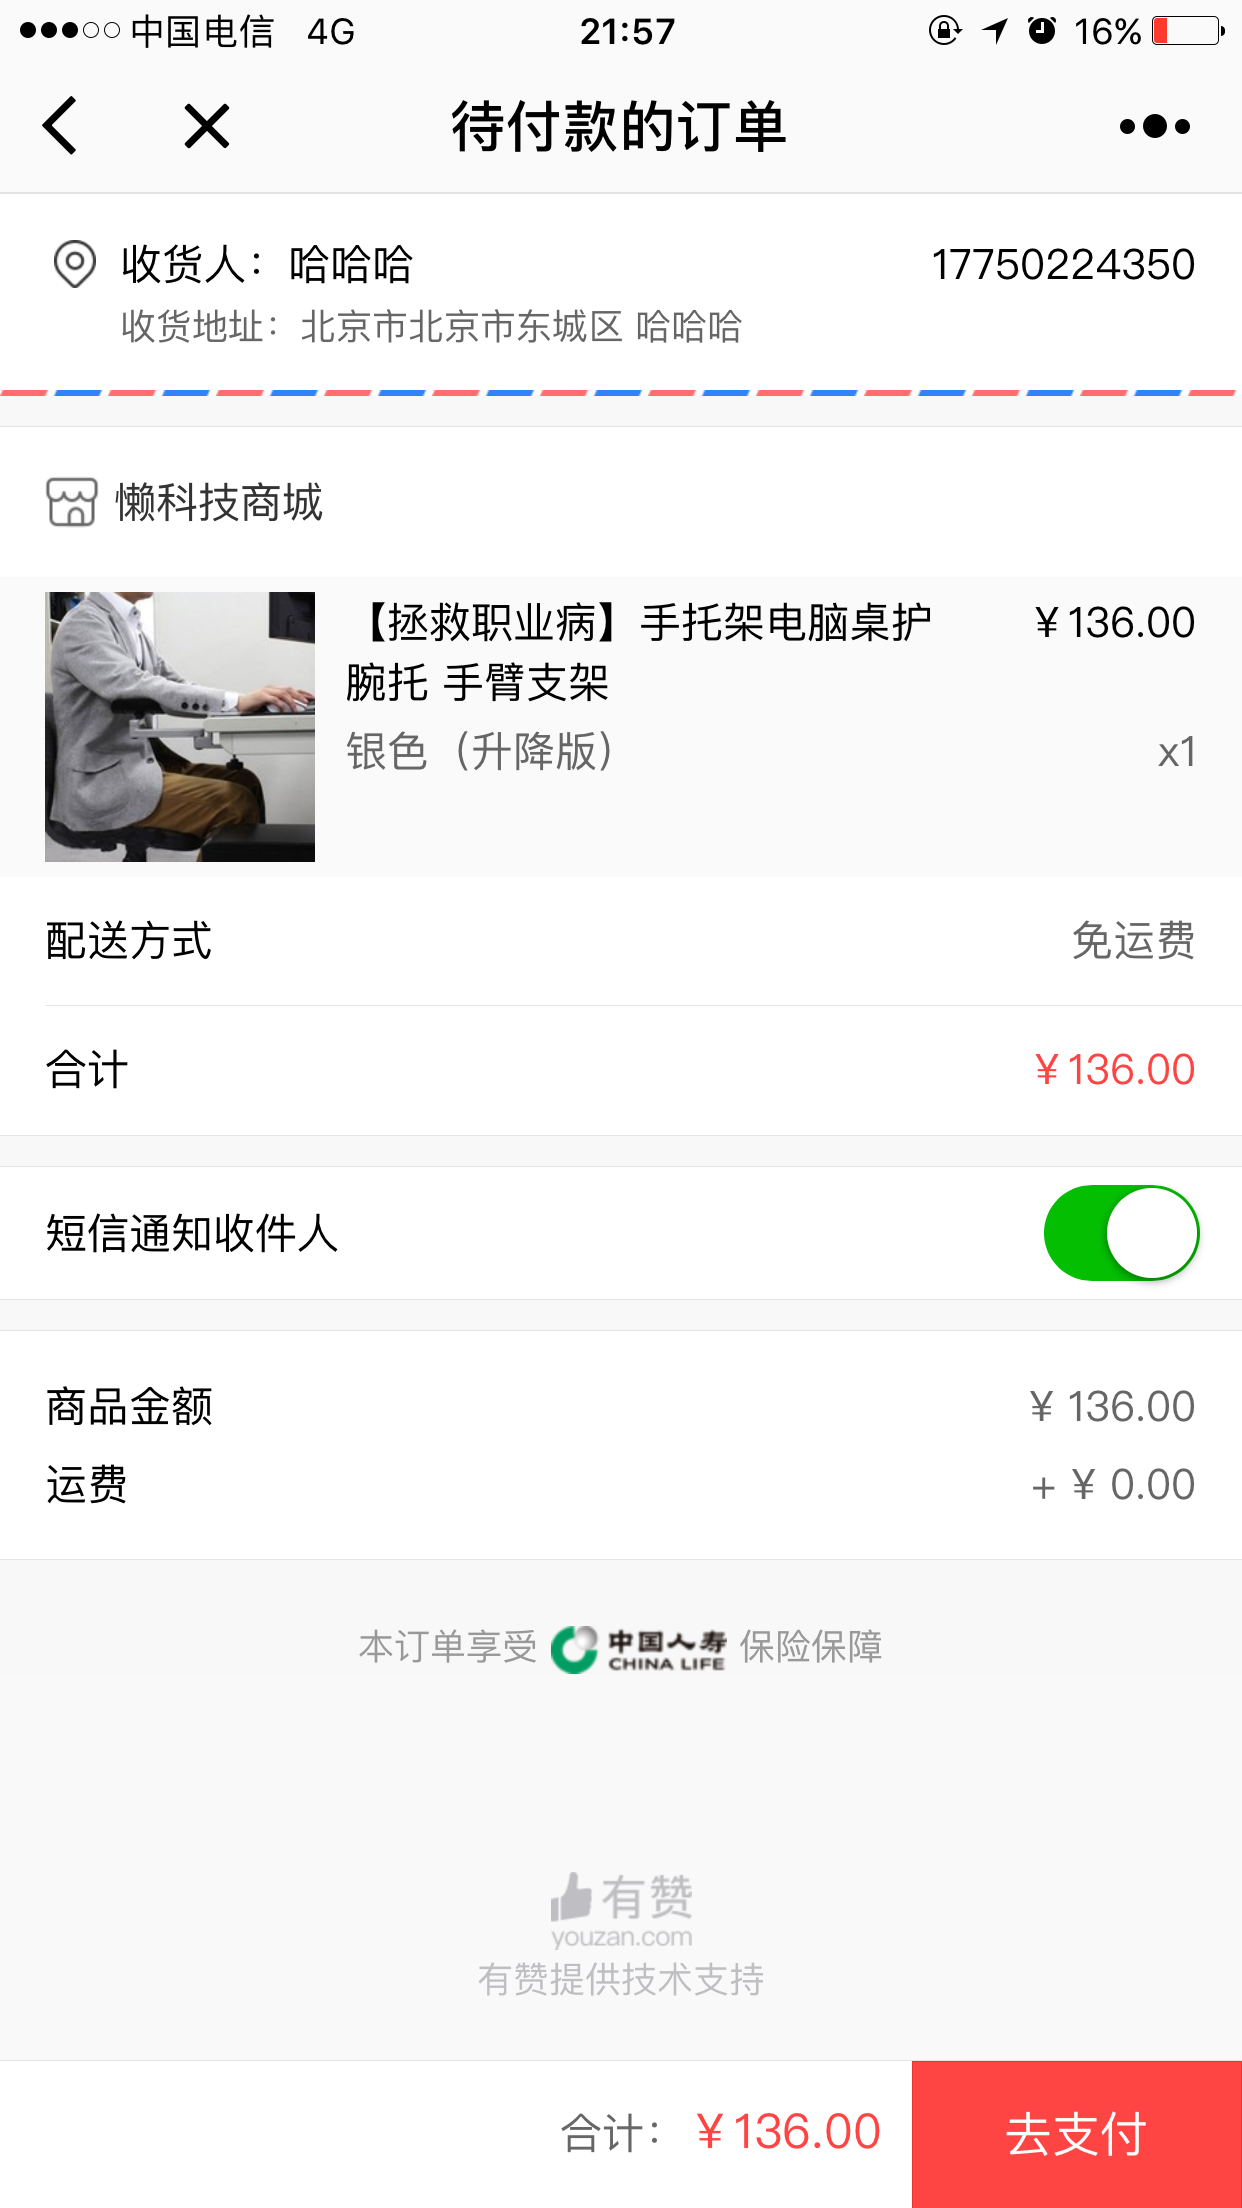 中国电信 4G 21:57 16%
待付款的订单
收货人：哈哈哈 17750224350
收货地址：北京市北京市东城区 哈哈哈
懒科技商城
【拯救职业病】手托架电脑桌护 ¥136.00
腕托 手臂支架
银色（升降版） x1
配送方式 免运费
合计 ¥136.00
短信通知收件人
商品金额 ¥ 136.00
运费 + ¥ 0.00
本订单享受 中国人寿 CHINA LIFE 保险保障
有赞
youzan.com
有赞提供技术支持
合计：¥136.00 去支付